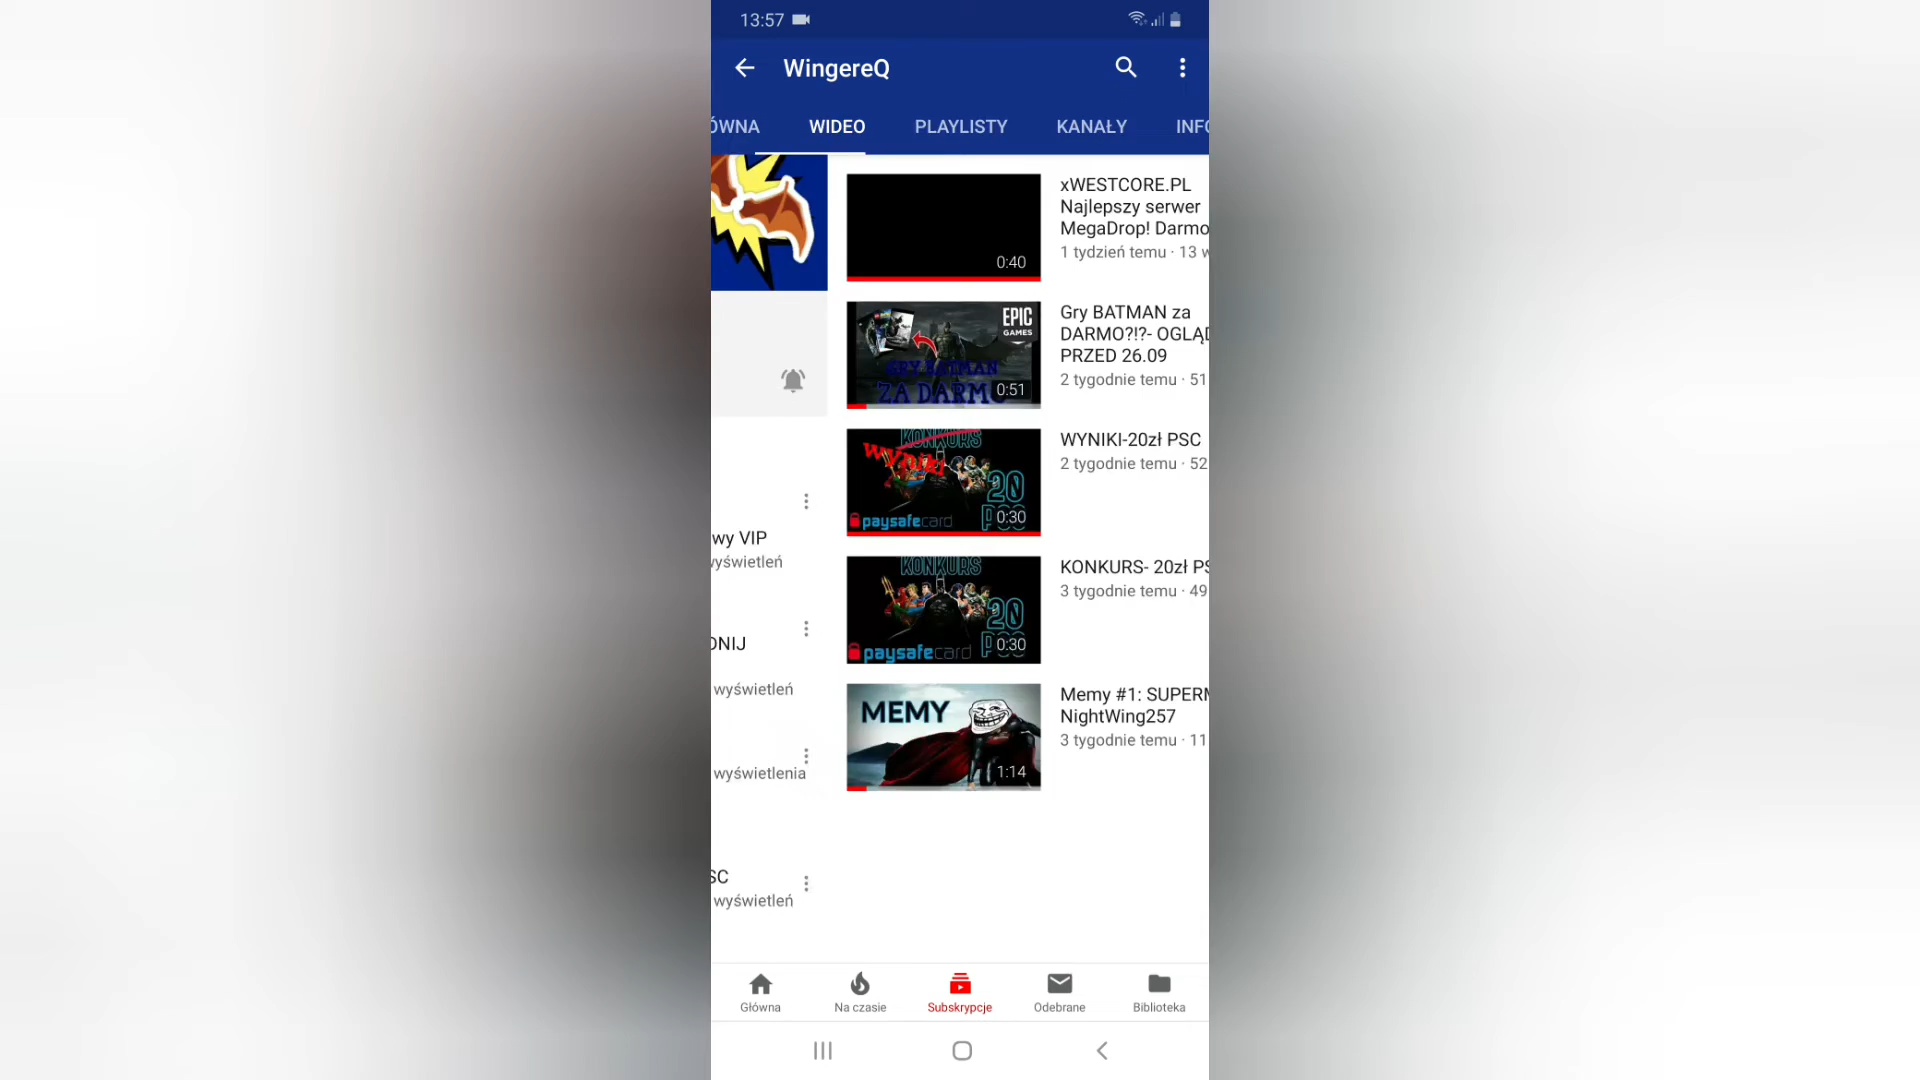 13:57
WingereQ
ÓWNA WIDEO PLAYLISTY KANAŁY INFO
xWESTCORE.PL
Najlepszy serwer
MegaDrop! Darmo
1 tydzień temu · 13 w
0:40
EPIC
GAMES
GRY BATMAN
ZA DARMO
0:51
Gry BATMAN za
DARMO?!?- OGLĄD
PRZED 26.09
2 tygodnie temu · 51
KONKURS
WYNIKI
20
PSC
paysafecard
0:30
WYNIKI-20zł PSC
2 tygodnie temu · 52
KONKURS
20
PSC
paysafecard
0:30
KONKURS- 20zł PS
3 tygodnie temu · 49
MEMY
1:14
Memy #1: SUPERM
NightWing257
3 tygodnie temu · 11
wy VIP
wyświetleń
ONIJ
wyświetleń
wyświetlenia
SC
wyświetleń
Główna Na czasie Subskrypcje Odebrane Biblioteka